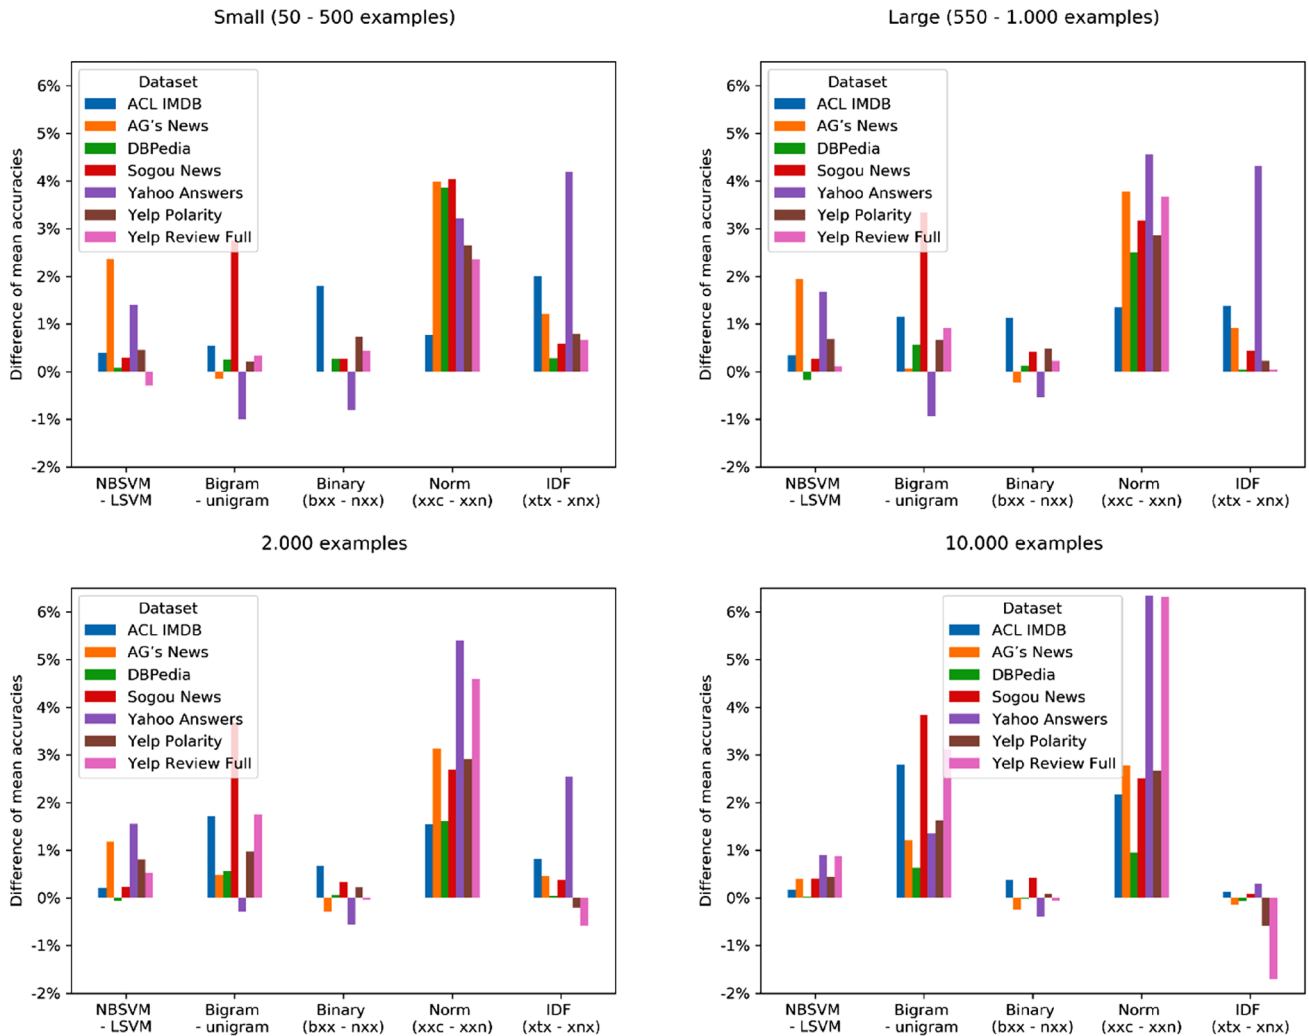 Small (50 - 500 examples)
Difference of mean accuracies
6%
5%
4%
3%
2%
1%
0%
-1%
-2%
Dataset
ACL IMDB
AG's News
DBPedia
Sogou News
Yahoo Answers
Yelp Polarity
Yelp Review Full
NBSVM
- LSVM
Bigram
- unigram
Binary
(bxx - nxx)
Norm
(xxc - xxn)
IDF
(xtx - xnx)
Large (550 - 1.000 examples)
Difference of mean accuracies
6%
5%
4%
3%
2%
1%
0%
-1%
-2%
Dataset
ACL IMDB
AG's News
DBPedia
Sogou News
Yahoo Answers
Yelp Polarity
Yelp Review Full
NBSVM
- LSVM
Bigram
- unigram
Binary
(bxx - nxx)
Norm
(xxc - xxn)
IDF
(xtx - xnx)
2.000 examples
Difference of mean accuracies
6%
5%
4%
3%
2%
1%
0%
-1%
-2%
Dataset
ACL IMDB
AG's News
DBPedia
Sogou News
Yahoo Answers
Yelp Polarity
Yelp Review Full
NBSVM
- LSVM
Bigram
- unigram
Binary
(bxx - nxx)
Norm
(xxc - xxn)
IDF
(xtx - xnx)
10.000 examples
Difference of mean accuracies
6%
5%
4%
3%
2%
1%
0%
-1%
-2%
Dataset
ACL IMDB
AG's News
DBPedia
Sogou News
Yahoo Answers
Yelp Polarity
Yelp Review Full
NBSVM
- LSVM
Bigram
- unigram
Binary
(bxx - nxx)
Norm
(xxc - xxn)
IDF
(xtx - xnx)